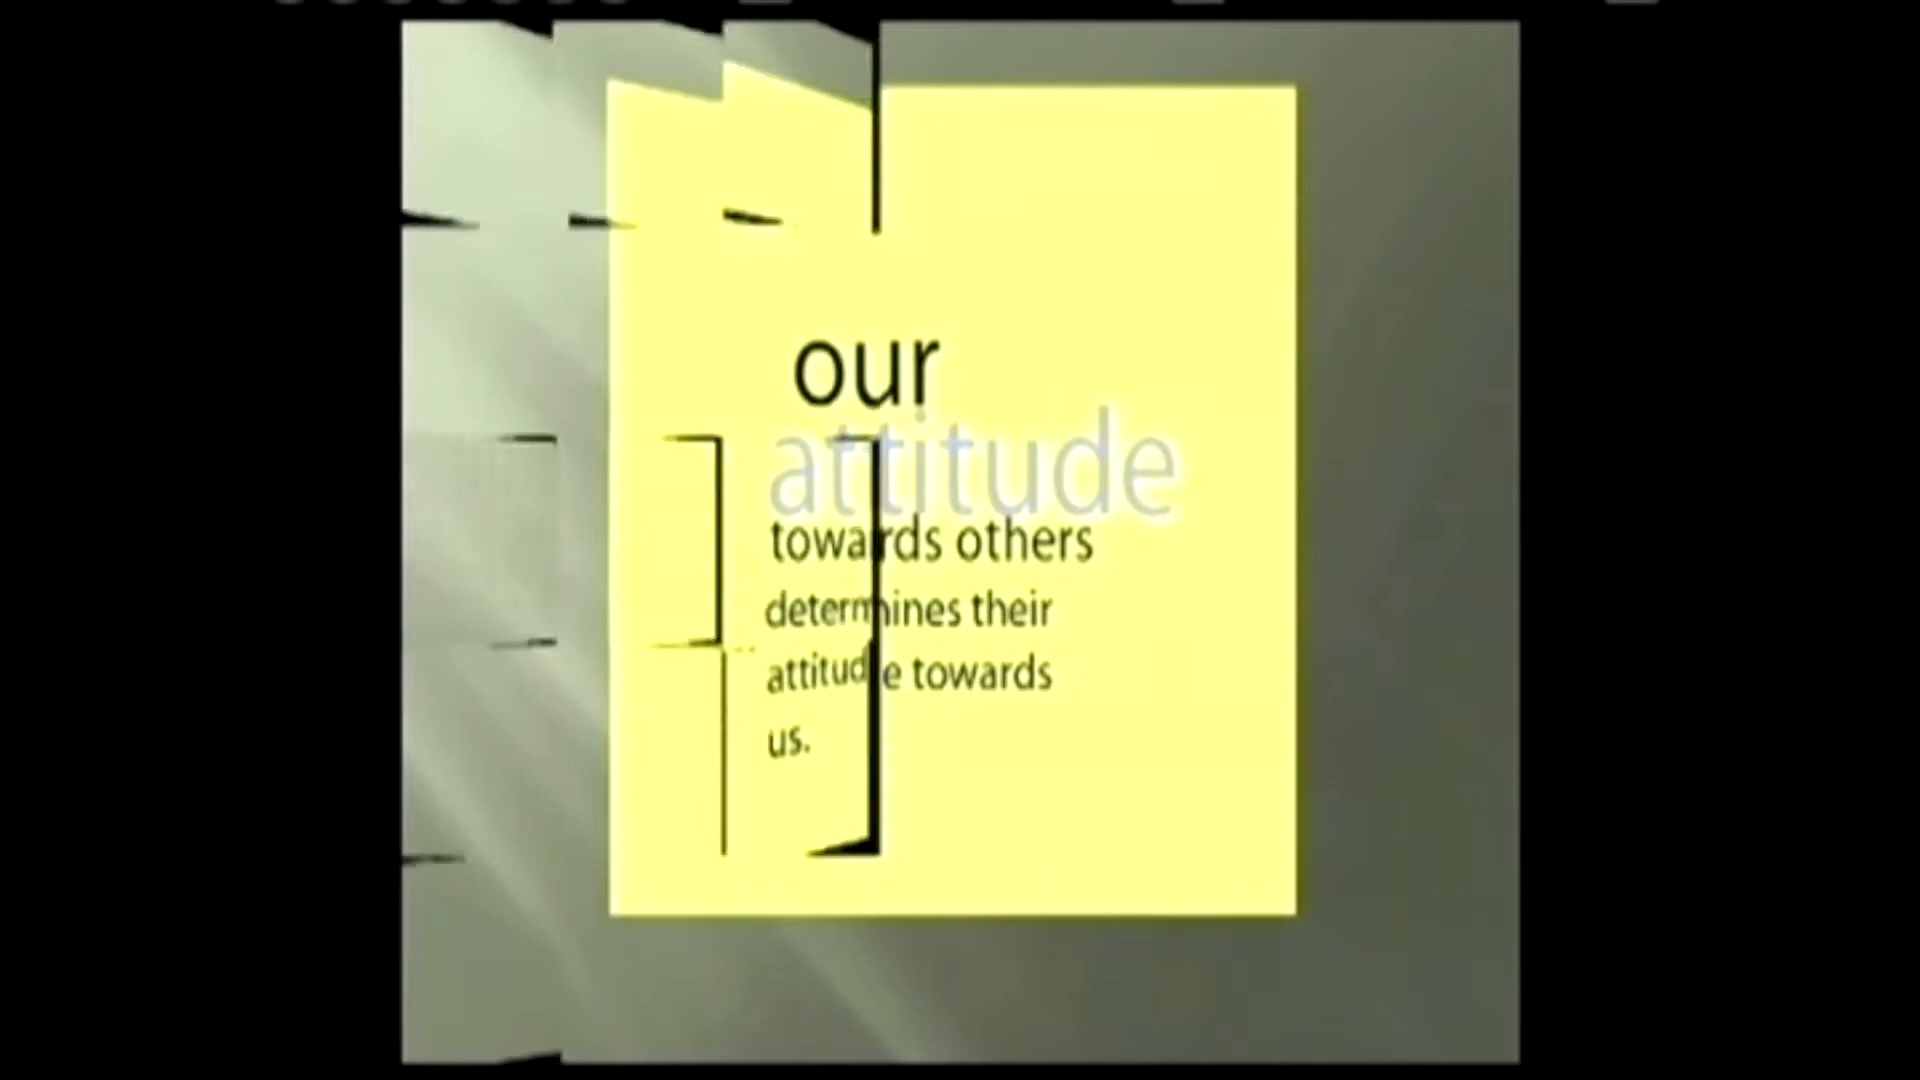 our
attitude
towards others
determines their
attitude towards
us.